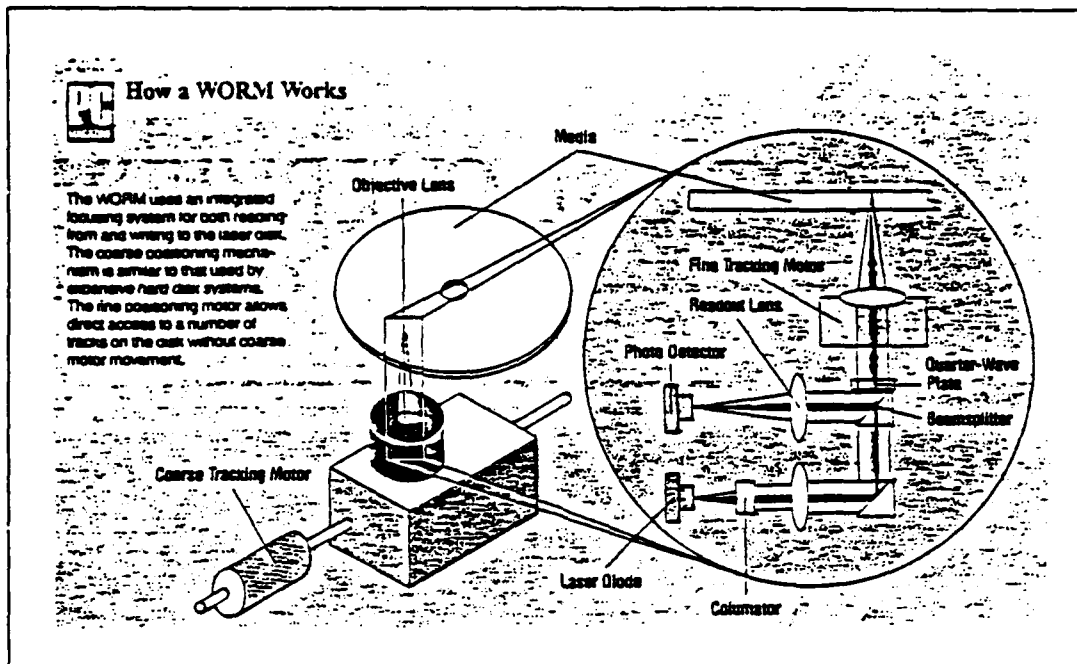 PC
MAGAZINE
How a WORM Works
The WORM uses an integrated
focusing system for both reading
from and writing to the laser disk.
The coarse positioning mecha-
nism is similar to that used by
expensive hard disk systems.
The fine positioning motor allows
direct access to a number of
tracks on the disk without coarse
motor movement.
Media
Objective Lens
Fine Tracking Motor
Readout Lens
Photo Detector
Quarter-Wave
Plate
Beamsplitter
Coarse Tracking Motor
Laser Diode
Columator